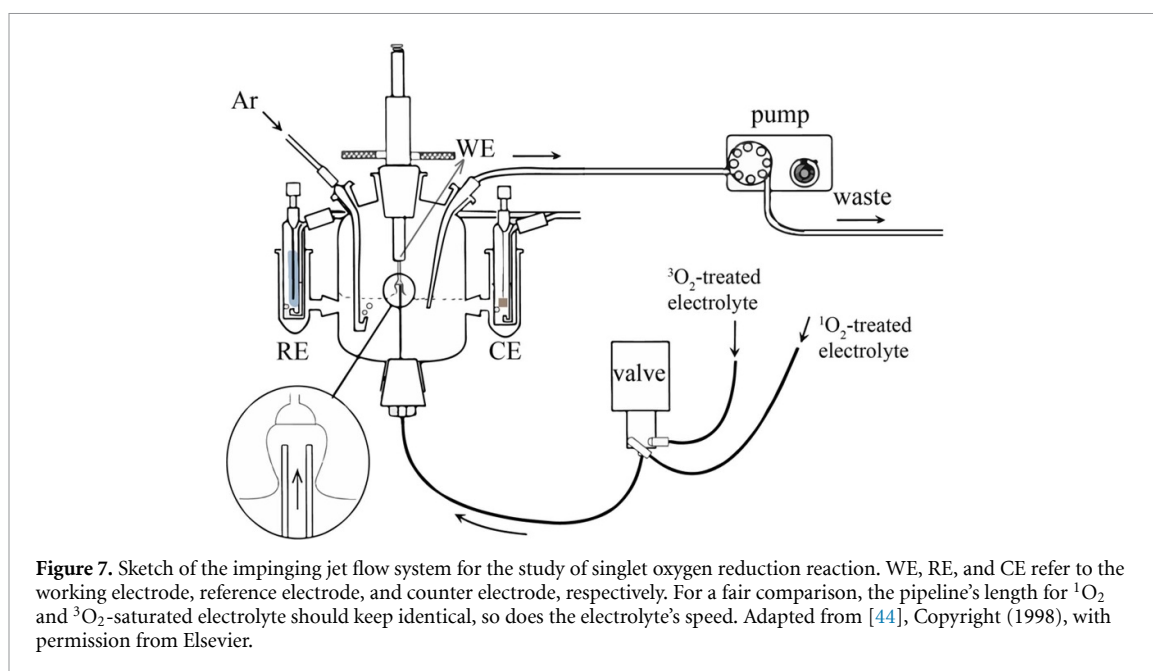 Ar
WE
pump
waste
³O₂-treated
electrolyte
¹O₂-treated
electrolyte
valve
RE
CE
Figure 7. Sketch of the impinging jet flow system for the study of singlet oxygen reduction reaction. WE, RE, and CE refer to the
working electrode, reference electrode, and counter electrode, respectively. For a fair comparison, the pipeline's length for ¹O₂
and ³O₂-saturated electrolyte should keep identical, so does the electrolyte's speed. Adapted from [44], Copyright (1998), with
permission from Elsevier.